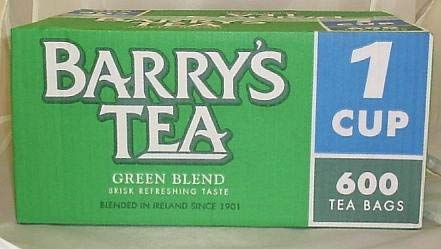 BARRY'S
TEA
GREEN BLEND
BRISK REFRESHING TASTE
BLENDED IN IRELAND SINCE 1901
1
CUP
600
TEA BAGS